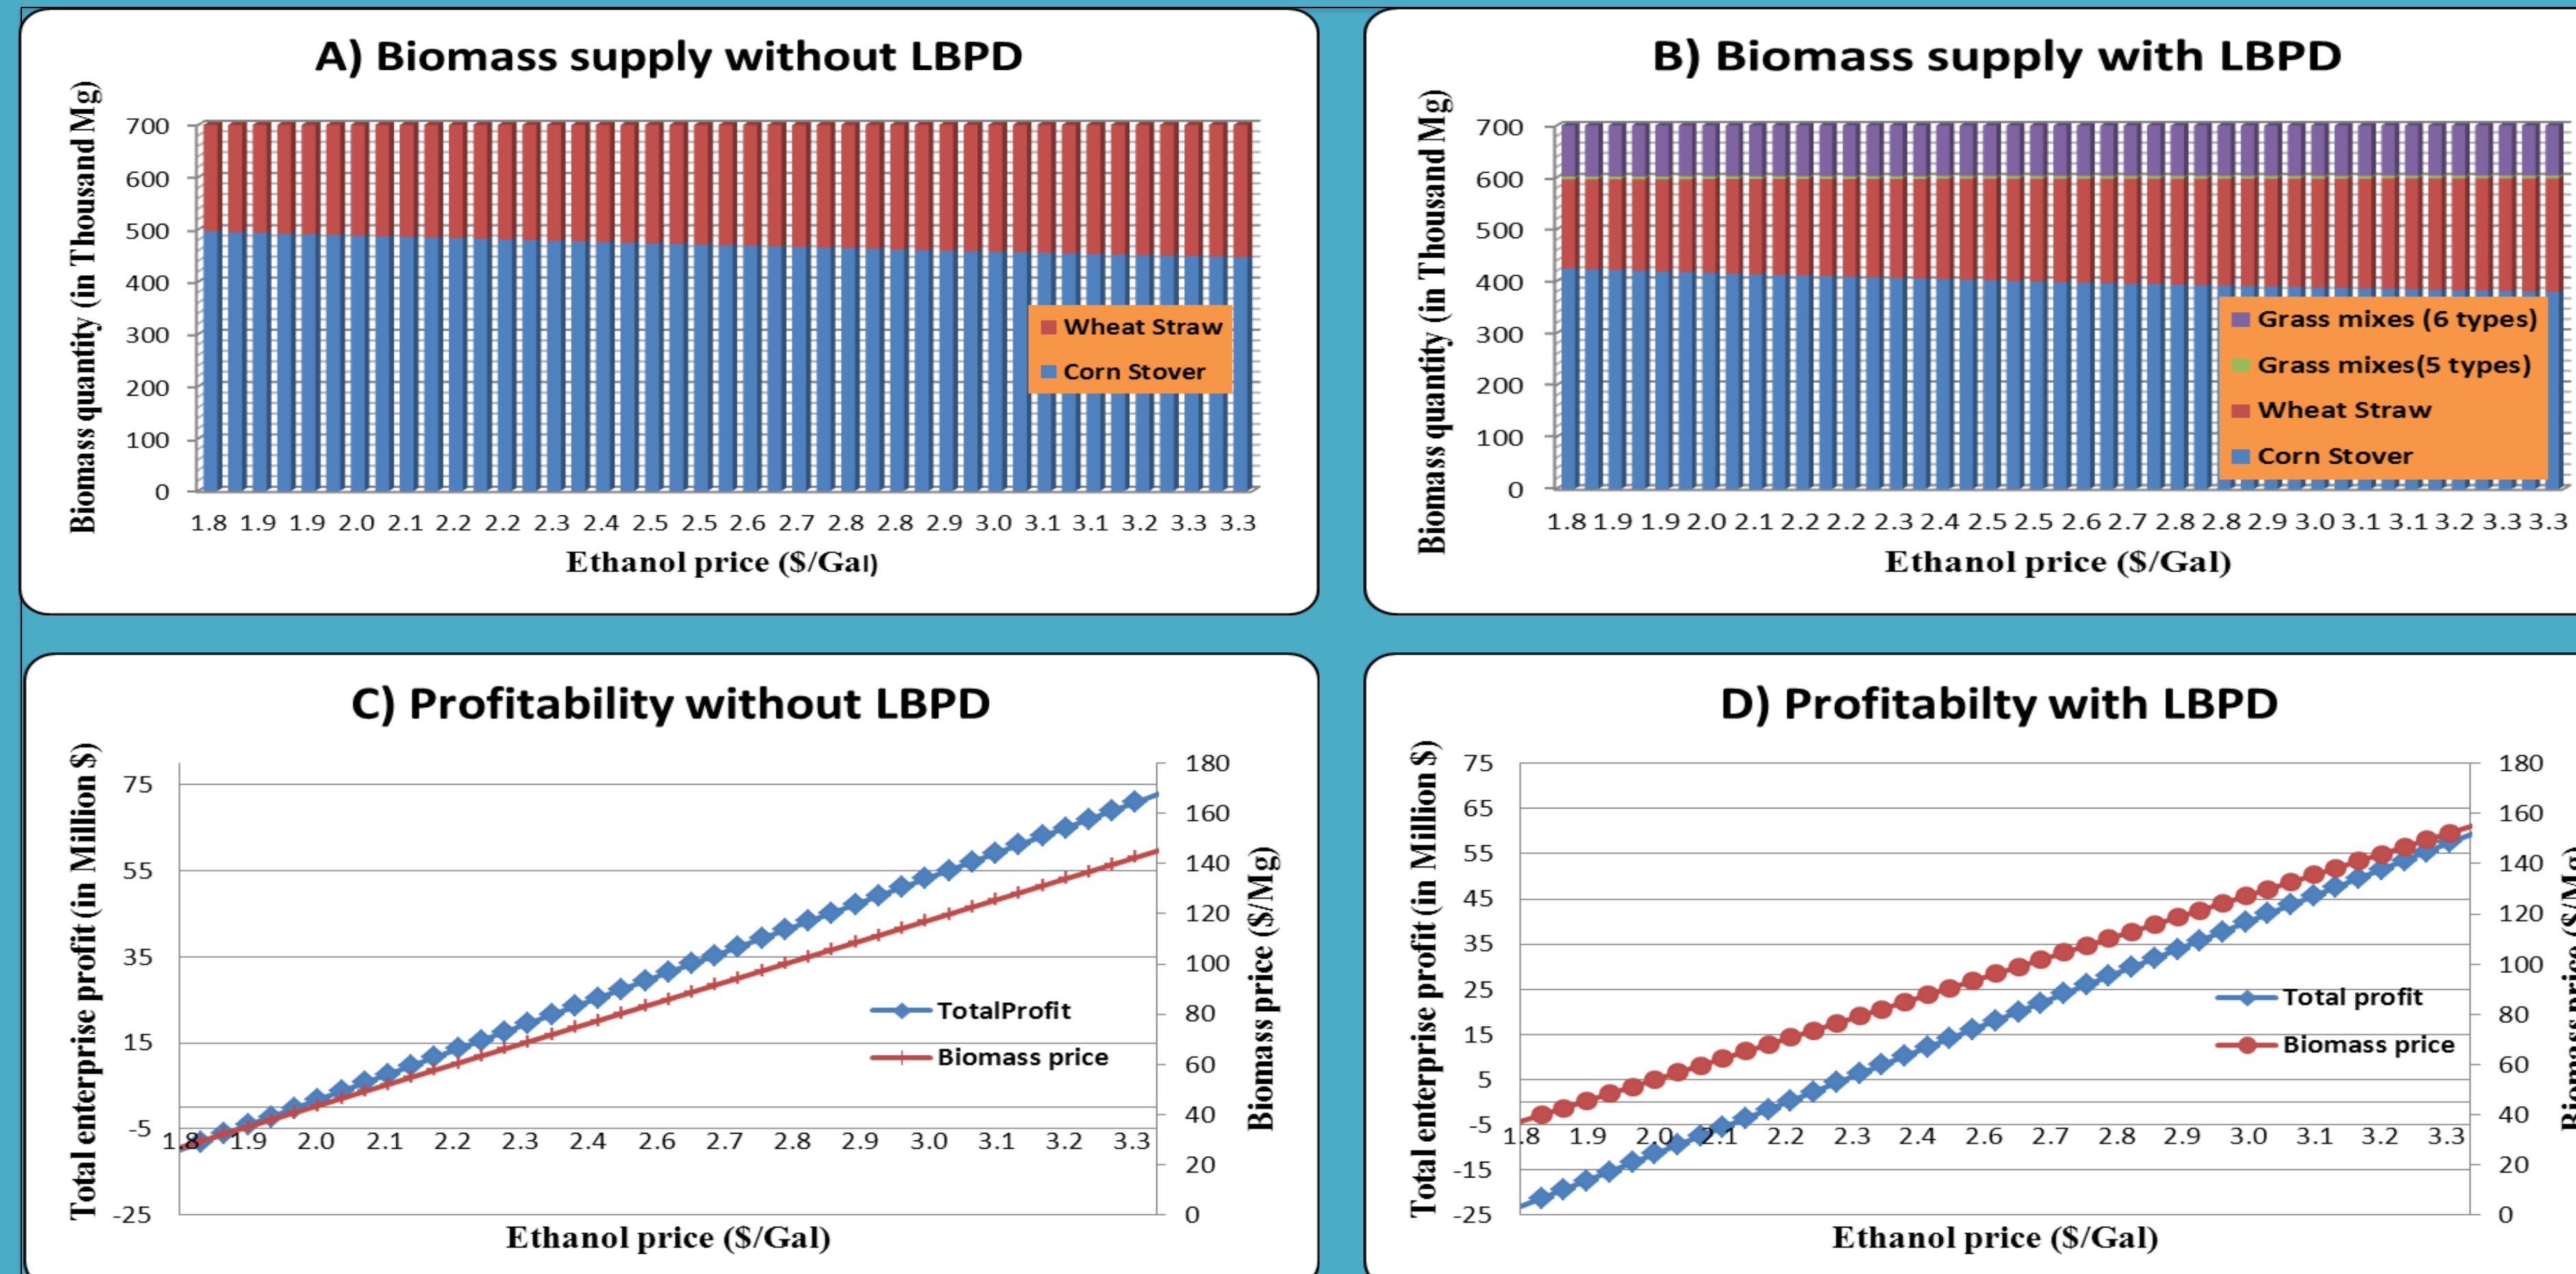 A) Biomass supply without LBPD
Biomass quantity (in Thousand Mg)
700
600
500
400
300
200
100
0
Wheat Straw
Corn Stover
1.8 1.9 1.9 2.0 2.1 2.2 2.2 2.3 2.4 2.5 2.5 2.6 2.7 2.8 2.8 2.9 3.0 3.1 3.1 3.2 3.3 3.3
Ethanol price ($/Gal)
B) Biomass supply with LBPD
Biomass quantity (in Thousand Mg)
700
600
500
400
300
200
100
0
Grass mixes (6 types)
Grass mixes(5 types)
Wheat Straw
Corn Stover
1.8 1.9 1.9 2.0 2.1 2.2 2.2 2.3 2.4 2.5 2.5 2.6 2.7 2.8 2.8 2.9 3.0 3.1 3.1 3.2 3.3 3.3
Ethanol price ($/Gal)
C) Profitability without LBPD
Total enterprise profit (in Million $)
75
55
35
15
-5
-25
180
160
140
120
100
80
60
40
20
0
Biomass price ($/Mg)
TotalProfit
Biomass price
1.8 1.9 2.0 2.1 2.2 2.3 2.4 2.6 2.7 2.8 2.9 3.0 3.1 3.2 3.3
Ethanol price ($/Gal)
D) Profitabilty with LBPD
Total enterprise profit (in Million $)
75
65
55
45
35
25
15
5
-5
-15
-25
180
160
140
120
100
80
60
40
20
0
Biomass price ($/Mg)
Total profit
Biomass price
1.8 1.9 2.0 2.1 2.2 2.3 2.4 2.6 2.7 2.8 2.9 3.0 3.1 3.2 3.3
Ethanol price ($/Gal)